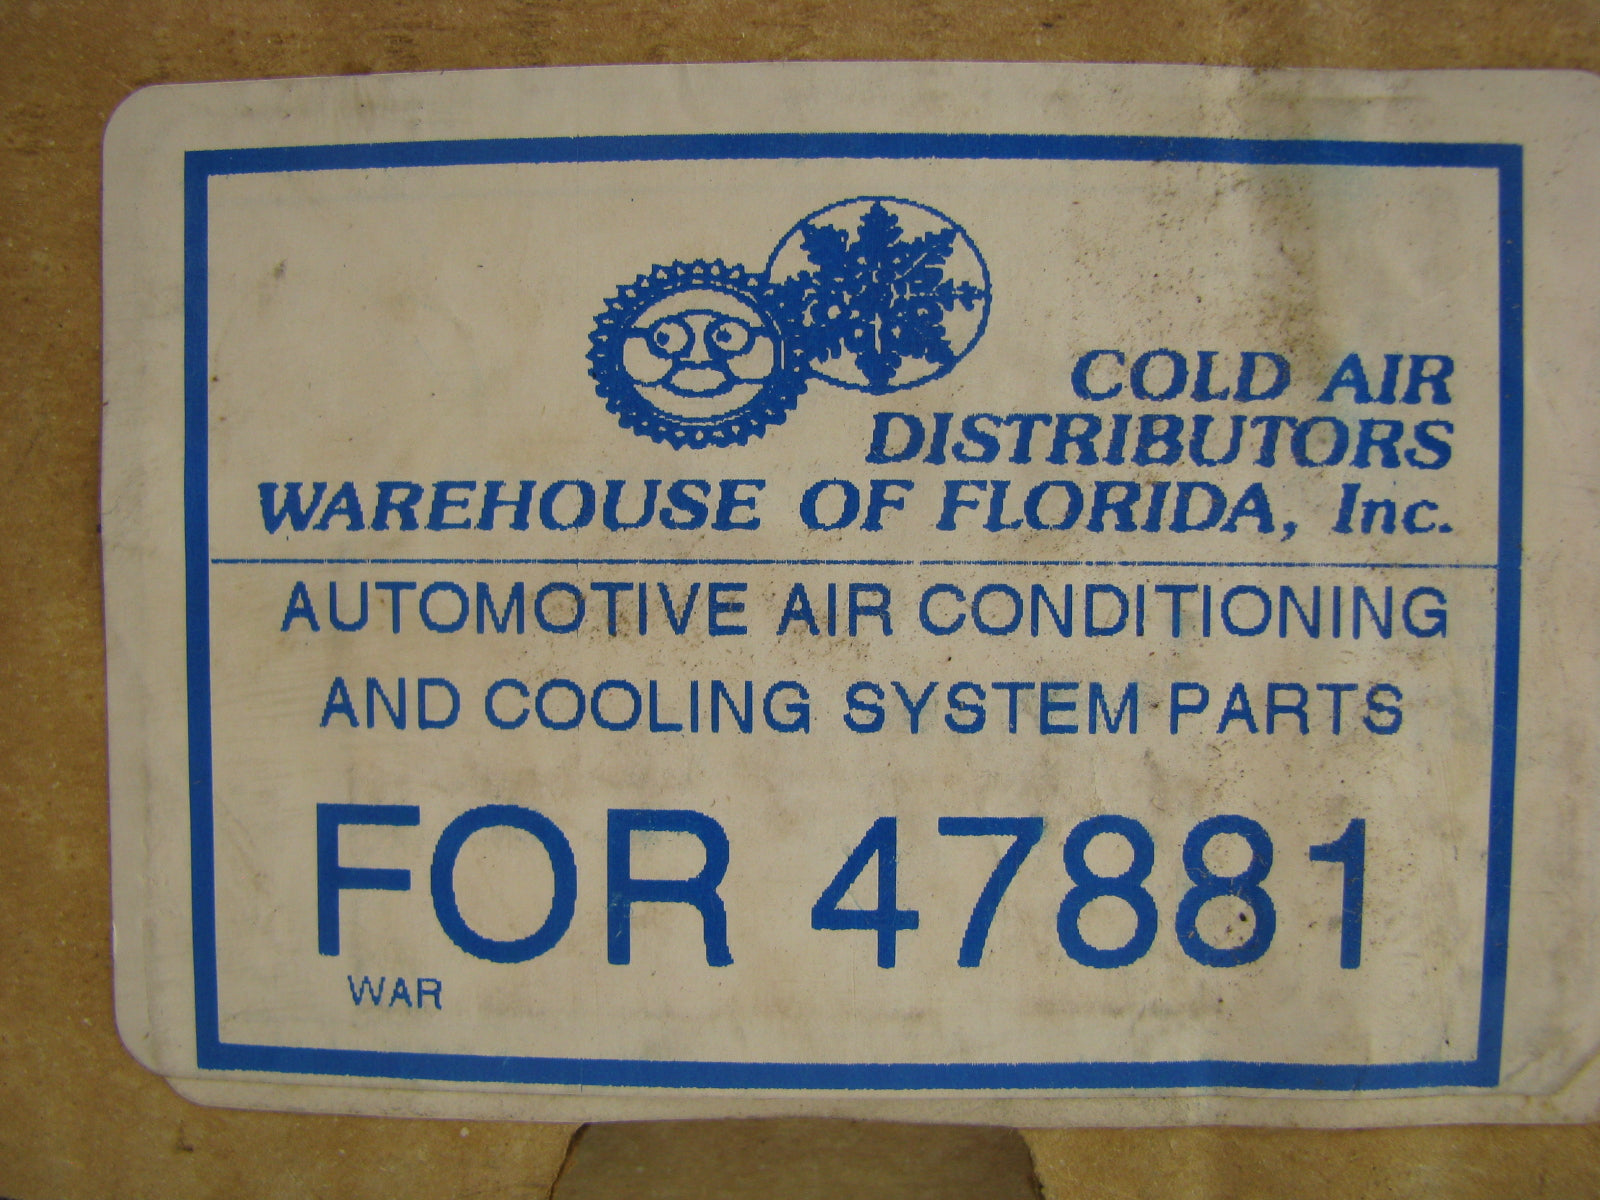 COLD AIR
DISTRIBUTORS
WAREHOUSE OF FLORIDA, Inc.
AUTOMOTIVE AIR CONDITIONING
AND COOLING SYSTEM PARTS
FOR 47881
WAR